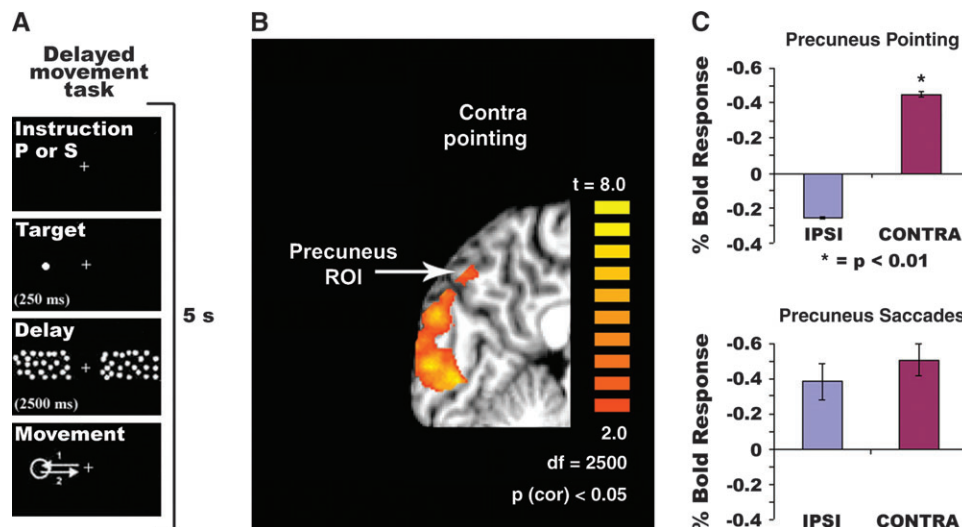 A
Delayed
movement
task
Instruction
P or S
Target
(250 ms)
Delay
(2500 ms)
Movement
1
2
5 s
B
Contra
pointing
t = 8.0
Precuneus
ROI
2.0
df = 2500
p (cor) < 0.05
C
Precuneus Pointing
% Bold Response
-0.6
-0.4
-0.2
0
-0.2
-0.4
*
IPSI CONTRA
* = p < 0.01
Precuneus Saccades
% Bold Response
-0.6
-0.4
-0.2
0
-0.2
-0.4
IPSI CONTRA